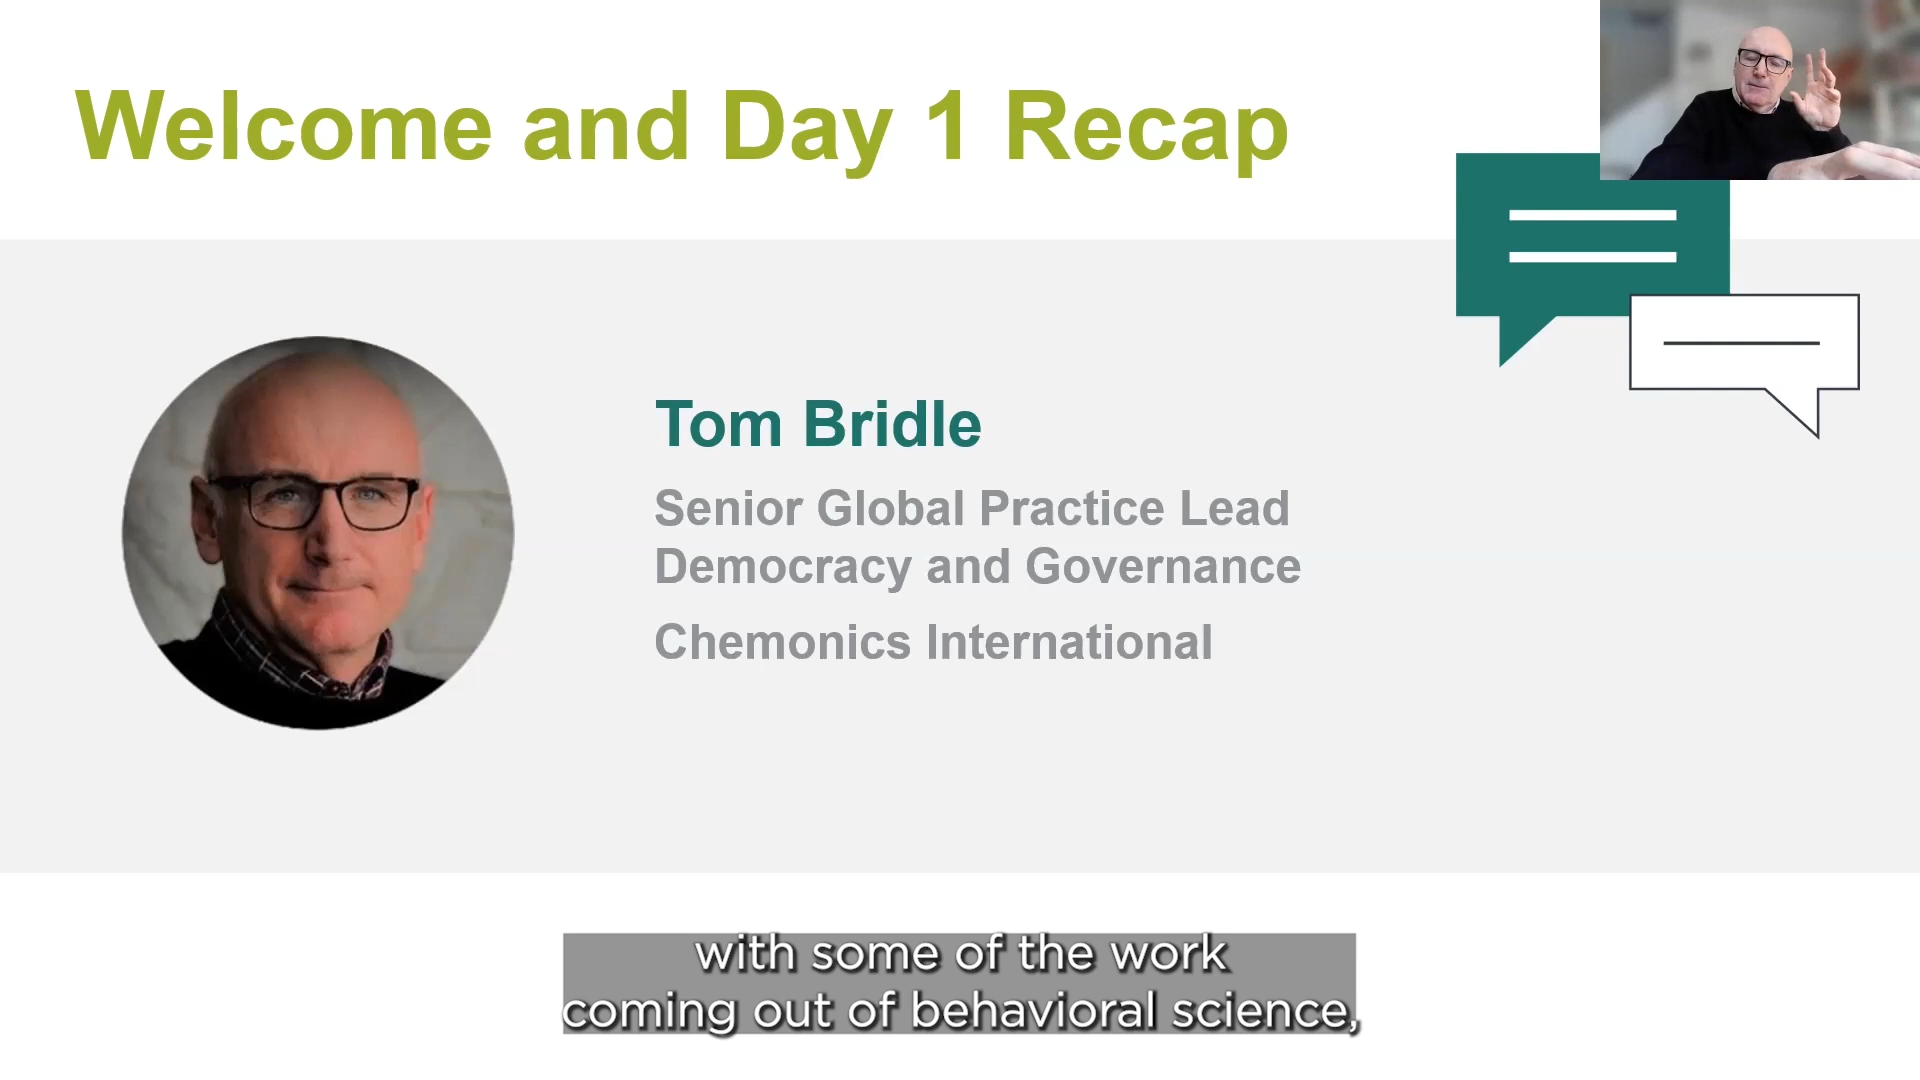 Welcome and Day 1 Recap
Tom Bridle
Senior Global Practice Lead
Democracy and Governance
Chemonics International
with some of the work
coming out of behavioral science,